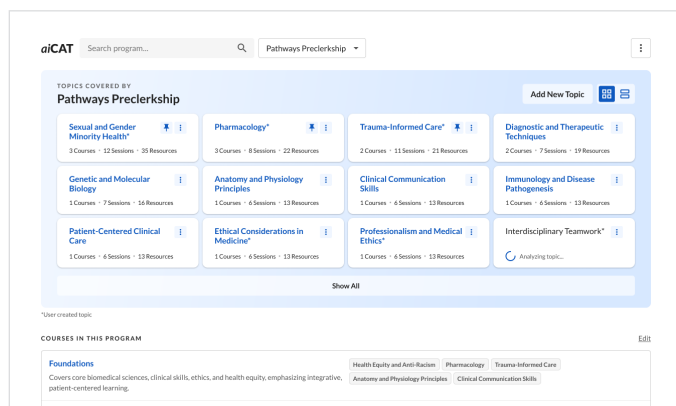 aiCAT Search program... Pathways Preclerkship
TOPICS COVERED BY
Pathways Preclerkship
Add New Topic
Sexual and Gender
Minority Health*
3 Courses • 12 Sessions • 35 Resources
Pharmacology*
3 Courses • 8 Sessions • 22 Resources
Trauma-Informed Care*
2 Courses • 11 Sessions • 21 Resources
Diagnostic and Therapeutic
Techniques
2 Courses • 7 Sessions • 19 Resources
Genetic and Molecular
Biology
1 Courses • 7 Sessions • 16 Resources
Anatomy and Physiology
Principles
1 Courses • 6 Sessions • 13 Resources
Clinical Communication
Skills
1 Courses • 6 Sessions • 13 Resources
Immunology and Disease
Pathogenesis
1 Courses • 6 Sessions • 13 Resources
Patient-Centered Clinical
Care
1 Courses • 6 Sessions • 13 Resources
Ethical Considerations in
Medicine*
1 Courses • 6 Sessions • 13 Resources
Professionalism and Medical
Ethics*
1 Courses • 6 Sessions • 13 Resources
Interdisciplinary Teamwork*
Analyzing topic...
Show All
*User created topic
COURSES IN THIS PROGRAM
Edit
Foundations
Covers core biomedical sciences, clinical skills, ethics, and health equity, emphasizing integrative,
patient-centered learning.
Health Equity and Anti-Racism Pharmacology Trauma-Informed Care
Anatomy and Physiology Principles Clinical Communication Skills